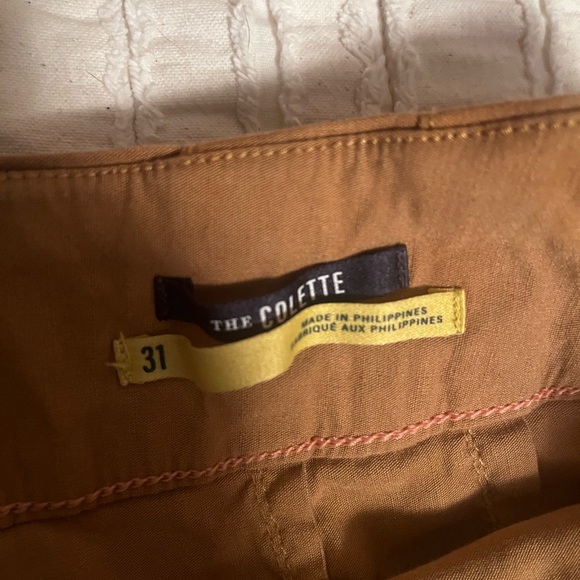 THE COLETTE
31
MADE IN PHILIPPINES
FABRIQUÉ AUX PHILIPPINES